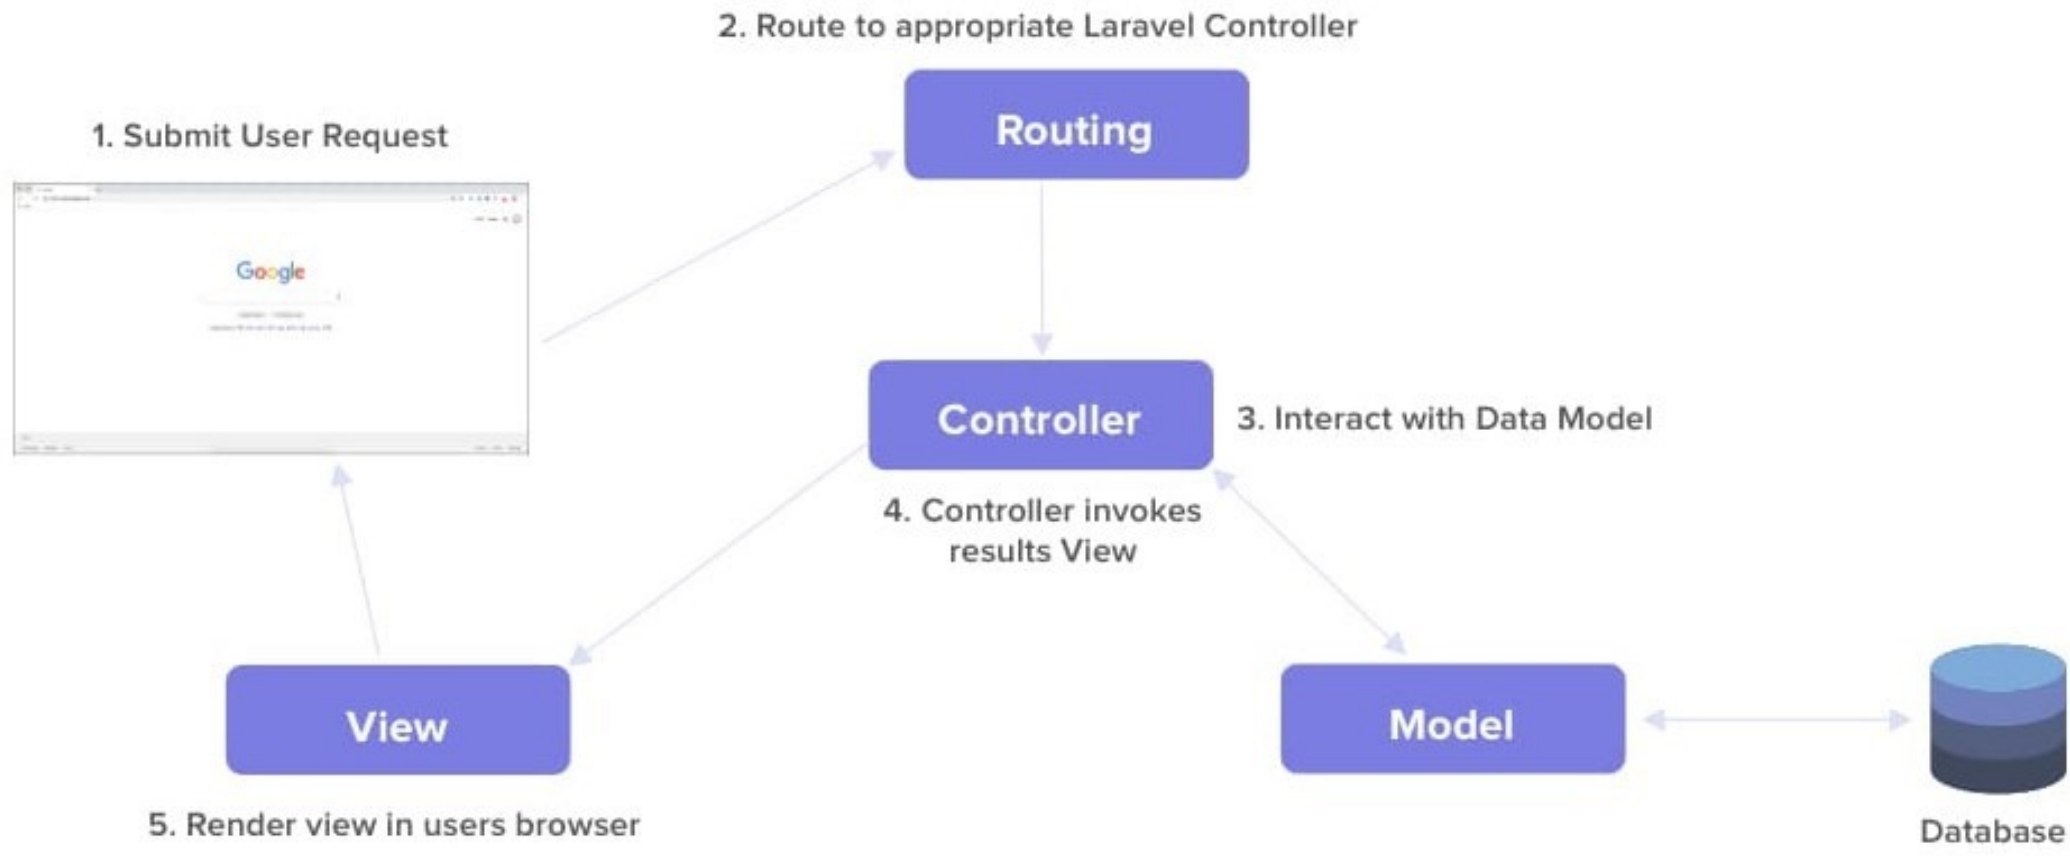 2. Route to appropriate Laravel Controller
Routing
1. Submit User Request
Google
Controller
3. Interact with Data Model
4. Controller invokes
results View
View
Model
5. Render view in users browser
Database